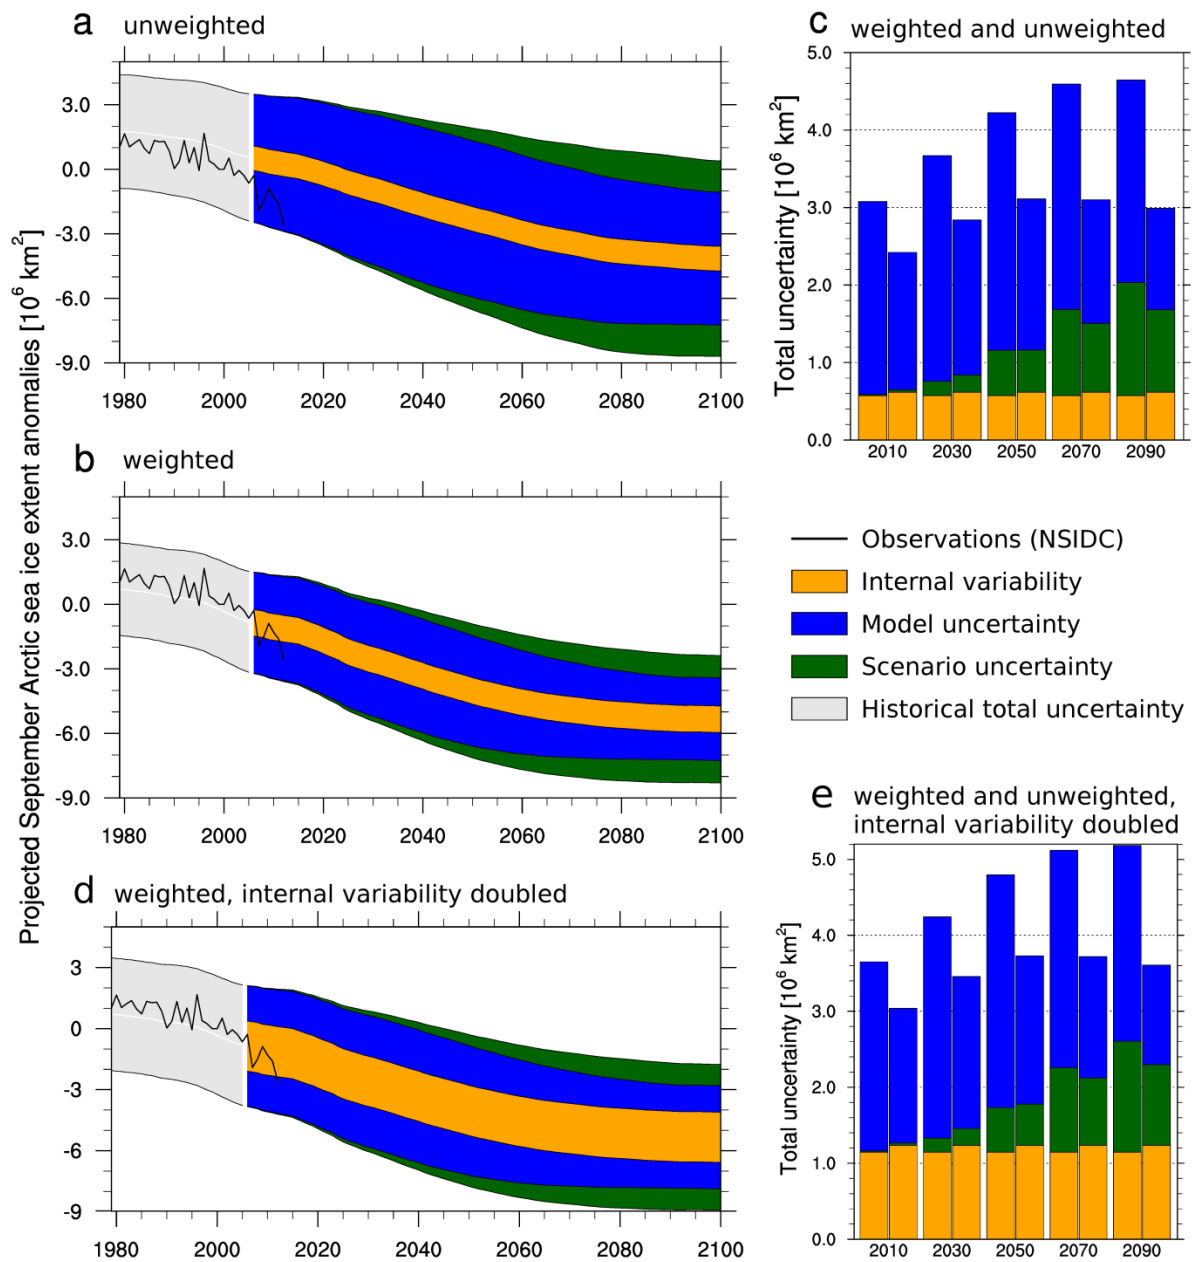 a unweighted
3.0
0.0
-3.0
-6.0
-9.0
1980 2000 2020 2040 2060 2080 2100
b weighted
3.0
0.0
-3.0
-6.0
-9.0
1980 2000 2020 2040 2060 2080 2100
d weighted, internal variability doubled
3
0
-3
-6
-9
1980 2000 2020 2040 2060 2080 2100
Projected September Arctic sea ice extent anomalies [10⁶ km²]
c weighted and unweighted
5.0
4.0
3.0
2.0
1.0
0.0
2010 2030 2050 2070 2090
Total uncertainty [10⁶ km²]
Observations (NSIDC)
Internal variability
Model uncertainty
Scenario uncertainty
Historical total uncertainty
e weighted and unweighted,
internal variability doubled
5.0
4.0
3.0
2.0
1.0
0.0
2010 2030 2050 2070 2090
Total uncertainty [10⁶ km²]